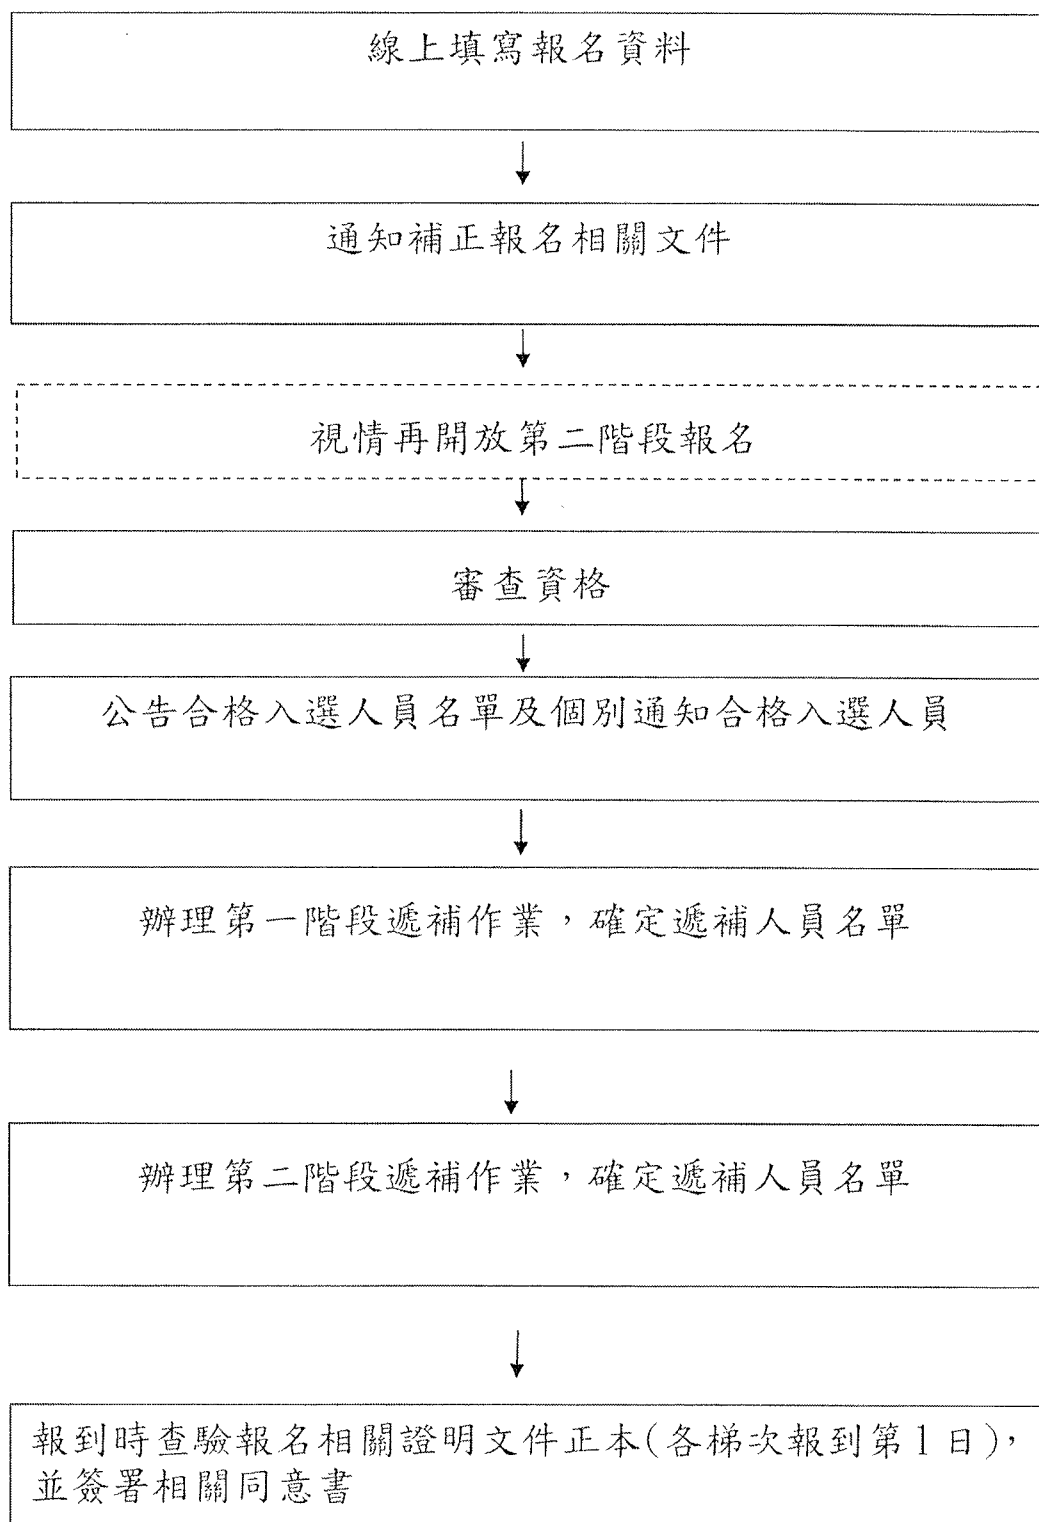 線上填寫報名資料
通知補正報名相關文件
視情再開放第二階段報名
審查資格
公告合格入選人員名單及個別通知合格入選人員
辦理第一階段遞補作業，確定遞補人員名單
辦理第二階段遞補作業，確定遞補人員名單
報到時查驗報名相關證明文件正本(各梯次報到第1日)，
並簽署相關同意書